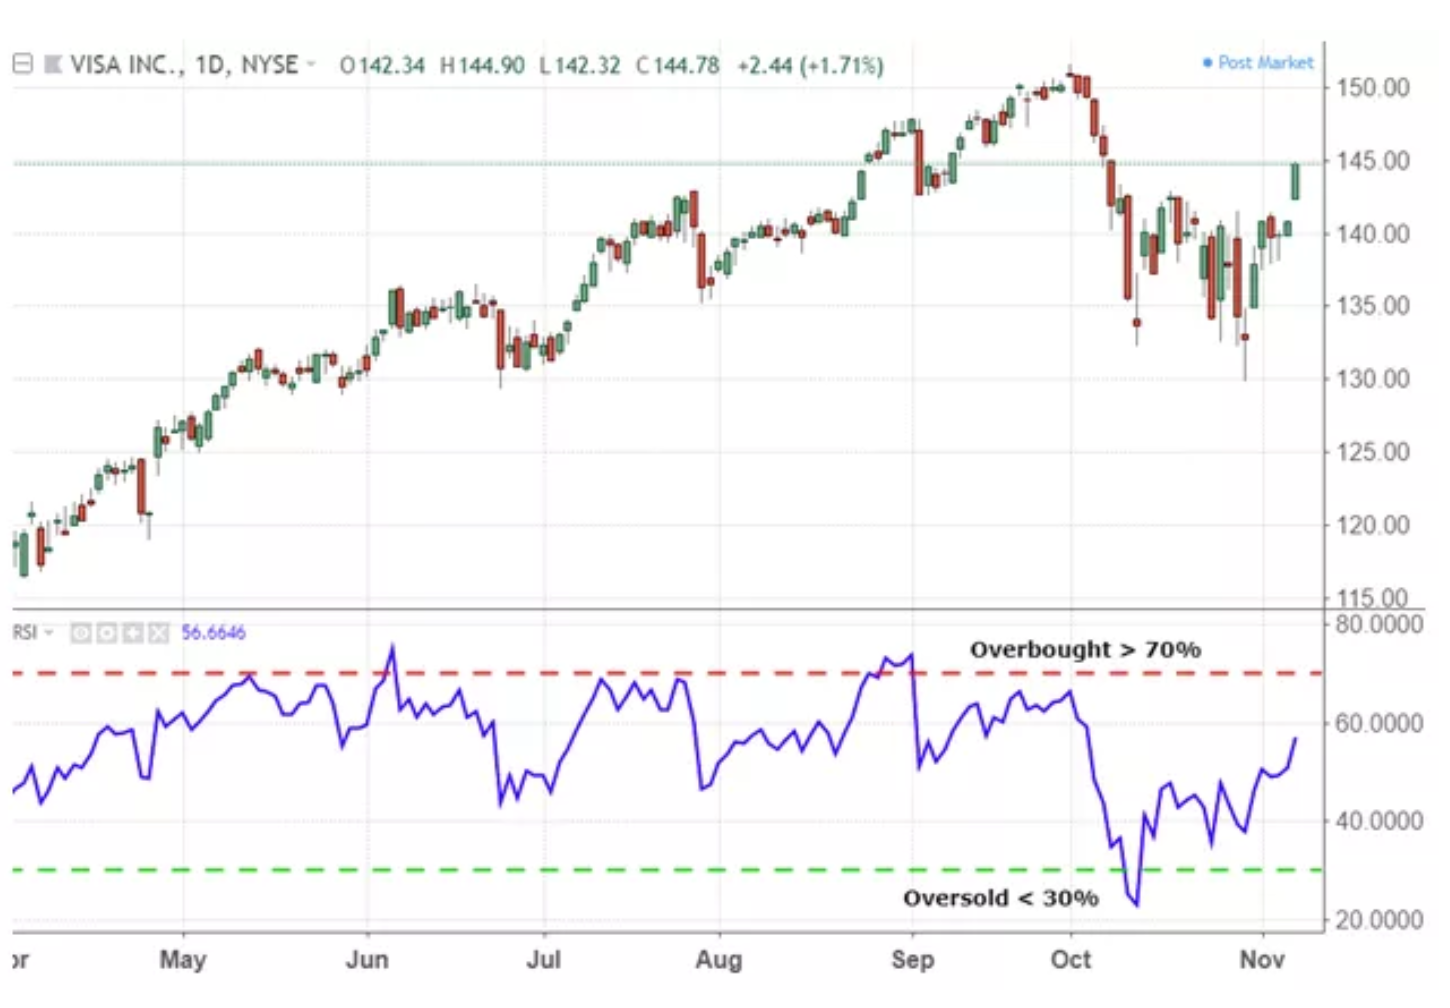 VISA INC., 1D, NYSE O142.34 H144.90 L142.32 C144.78 +2.44 (+1.71%)
Post Market
150.00
145.00
140.00
135.00
130.00
125.00
120.00
115.00
RSI 56.6646
80.0000
Overbought > 70%
60.0000
40.0000
Oversold < 30%
20.0000
or May Jun Jul Aug Sep Oct Nov